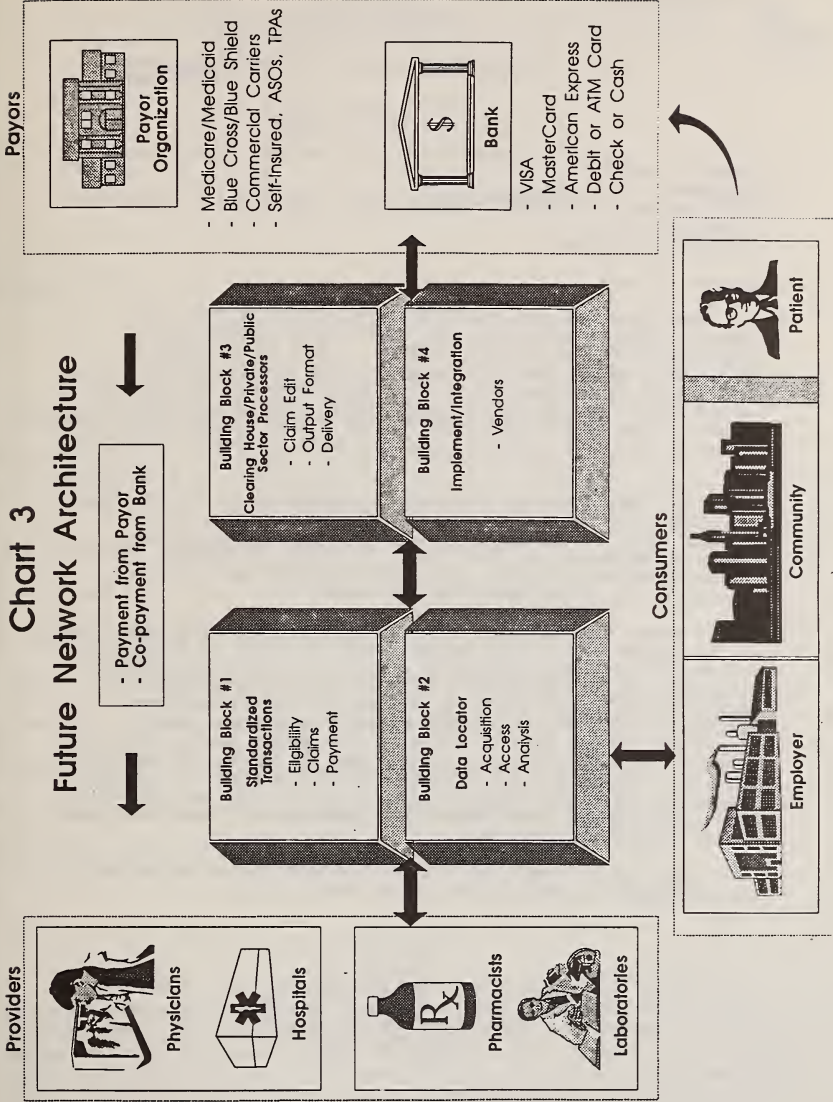 Chart 3
Future Network Architecture
- Payment from Payor
- Co-payment from Bank
Providers
Physicians
Hospitals
Pharmacists
Rx
Laboratories
Building Block #1
Standardized
Transactions
- Eligibility
- Claims
- Payment
Building Block #2
Data Locator
- Acquisition
- Access
- Analysis
Building Block #3
Clearing House/Private/Public
Sector Processors
- Claim Edit
- Output Format
- Delivery
Building Block #4
Implement/Integration
- Vendors
Payors
Payor
Organization
- Medicare/Medicaid
- Blue Cross/Blue Shield
- Commercial Carriers
- Self-Insured, ASOs, TPAs
$
Bank
- VISA
- MasterCard
- American Express
- Debit or ATM Card
- Check or Cash
Consumers
Employer
Community
Patient